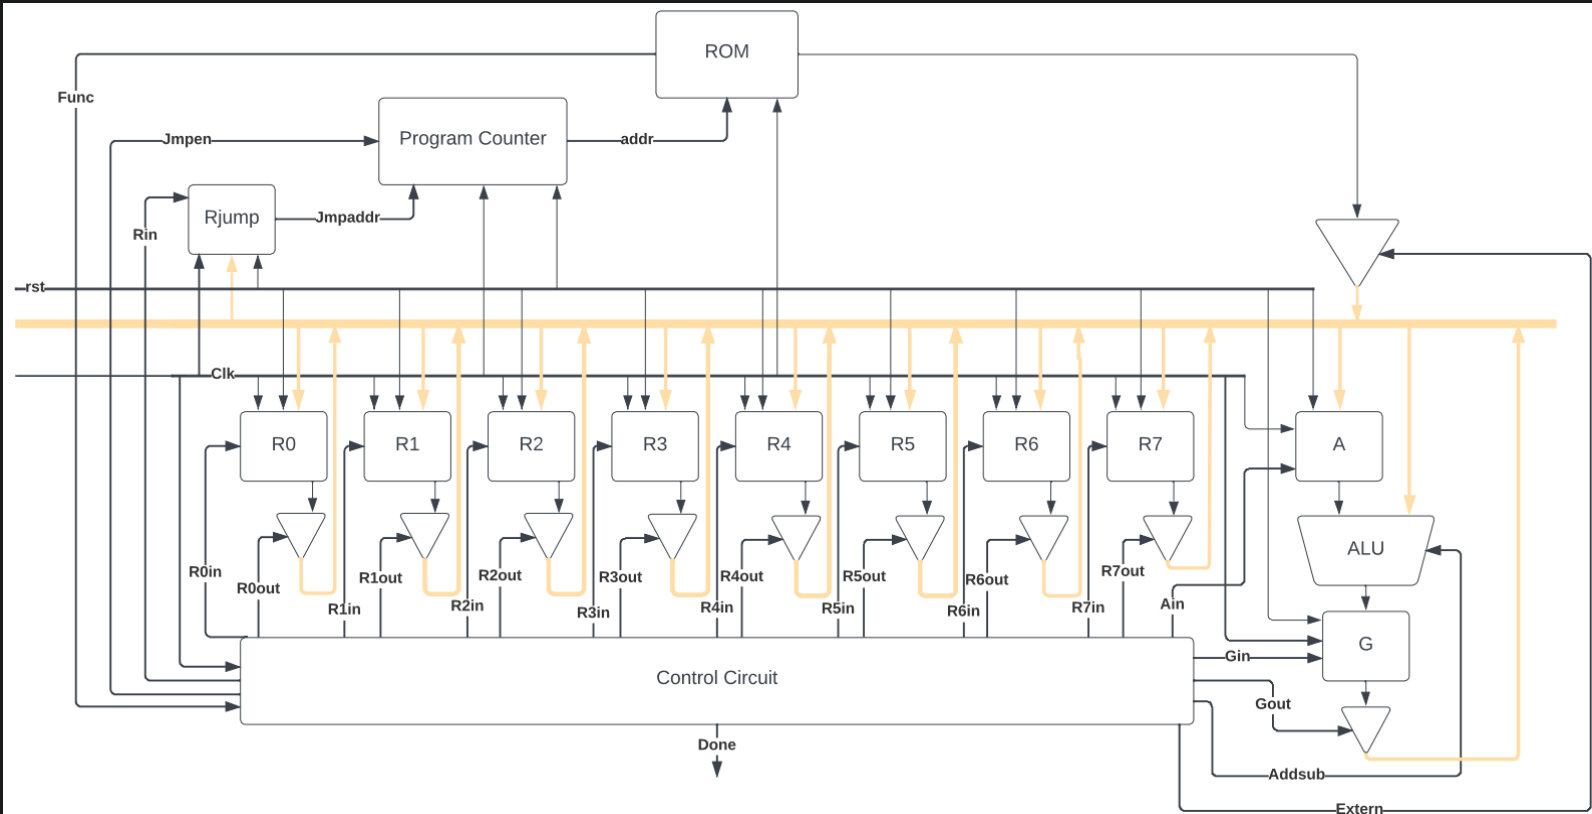 ROM
Func
Program Counter
Jmpen
addr
Rjump
Jmpaddr
Rin
rst
Clk
R0
R1
R2
R3
R4
R5
R6
R7
A
ALU
R0in
R0out
R1in
R1out
R2in
R2out
R3in
R3out
R4in
R4out
R5in
R5out
R6in
R6out
R7in
R7out
Ain
G
Gin
Control Circuit
Gout
Done
Addsub
Extern